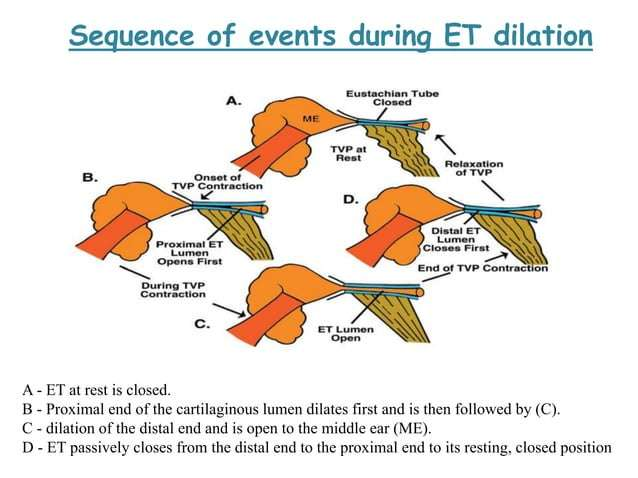 Sequence of events during ET dilation
A.
Eustachian Tube
Closed
ME
TVP at
Rest
Relaxation
of TVP
B.
Onset of
TVP Contraction
Proximal ET
Lumen
Opens First
D.
Distal ET
Lumen
Closes First
During TVP
Contraction
End of TVP Contraction
C.
ET Lumen
Open
A - ET at rest is closed.
B - Proximal end of the cartilaginous lumen dilates first and is then followed by (C).
C - dilation of the distal end and is open to the middle ear (ME).
D - ET passively closes from the distal end to the proximal end to its resting, closed position